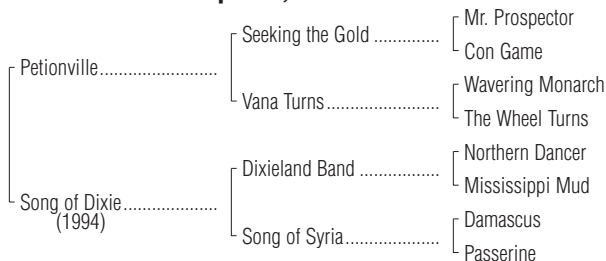 Mr. Prospector
Seeking the Gold ..............
Con Game
Petionville........................
Wavering Monarch
Vana Turns.......................
The Wheel Turns
Northern Dancer
Dixieland Band .................
Mississippi Mud
Song of Dixie...................
(1994)
Damascus
Song of Syria...................
Passerine